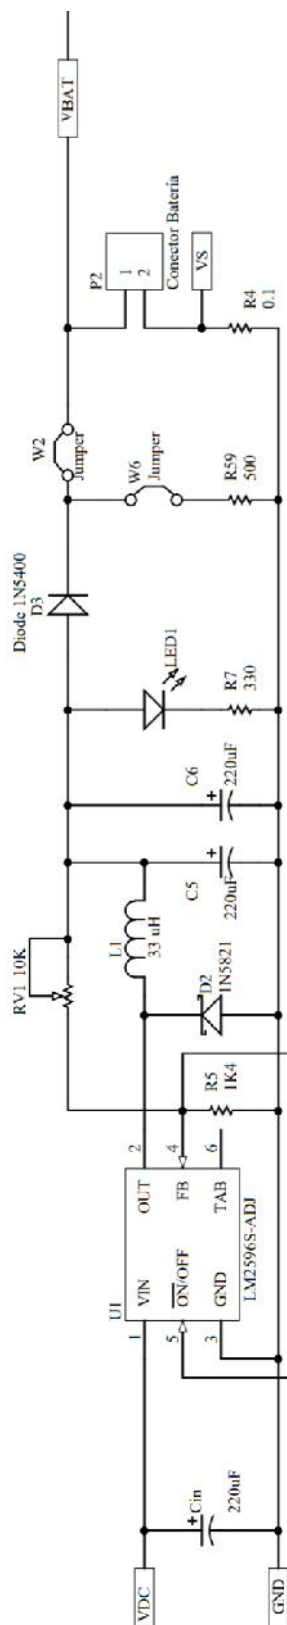 VDC
GND
+
Cin
220uF
U1
1
VIN
OUT
2
5
ON/OFF
FB
4
3
GND
TAB
6
LM2596S-ADJ
RV1 10K
R5
1K4
D2
1N5821
L1
33 uH
C5
+
220uF
C6
+
220uF
LED1
R7
330
Diode 1N5400
D3
W2
Jumper
W6
Jumper
R59
500
P2
1
2
Conector Bateria
VS
R4
0.1
VBAT